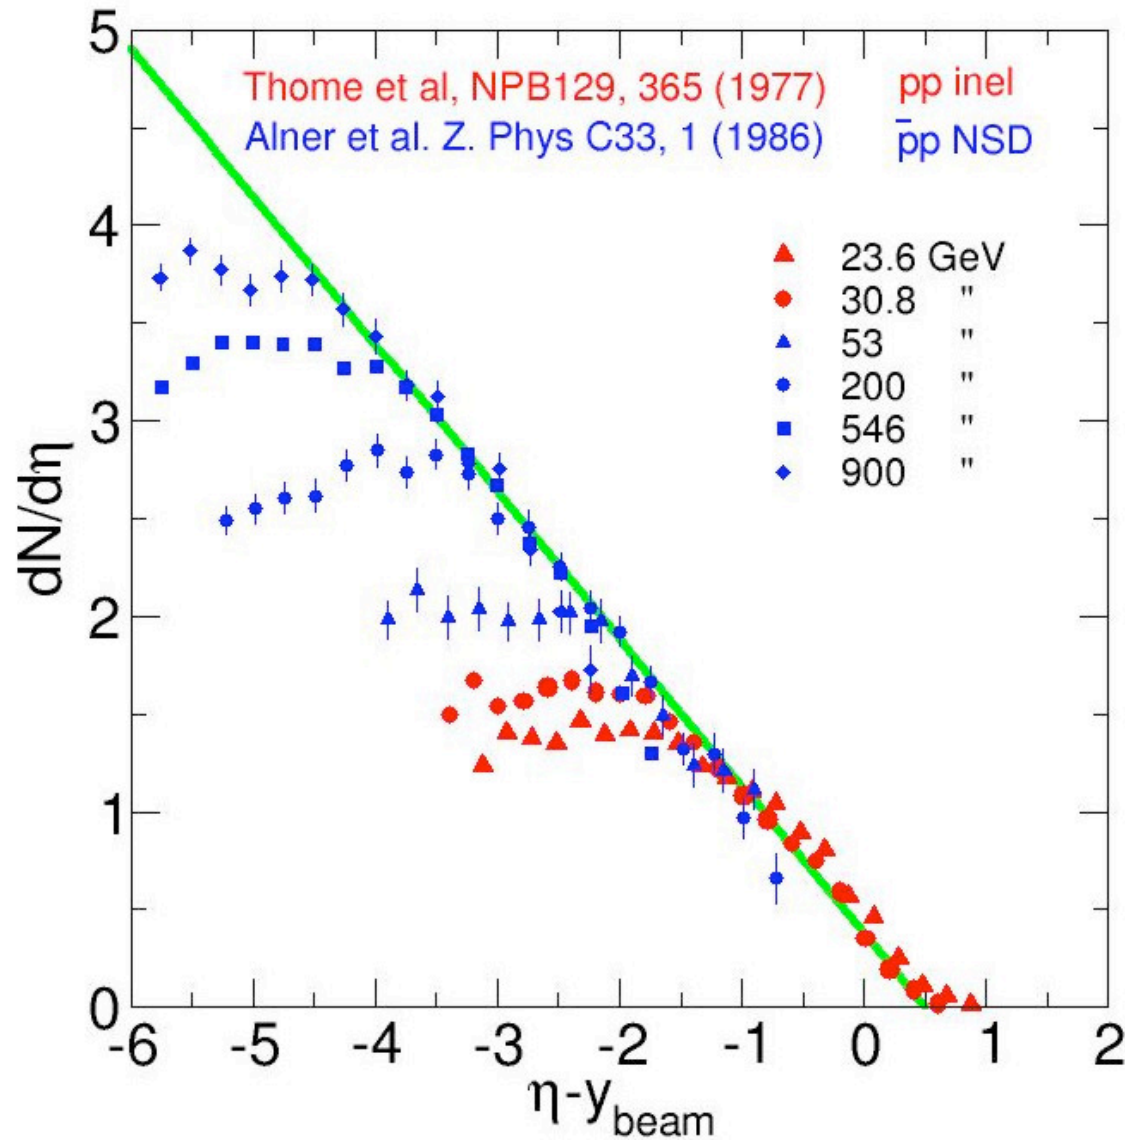 5
Thome et al, NPB129, 365 (1977) pp inel
Alner et al. Z. Phys C33, 1 (1986) p̄p NSD
4
23.6 GeV
30.8 "
53 "
200 "
546 "
900 "
3
2
1
0
dN/dη
-6 -5 -4 -3 -2 -1 0 1 2
η-y_beam